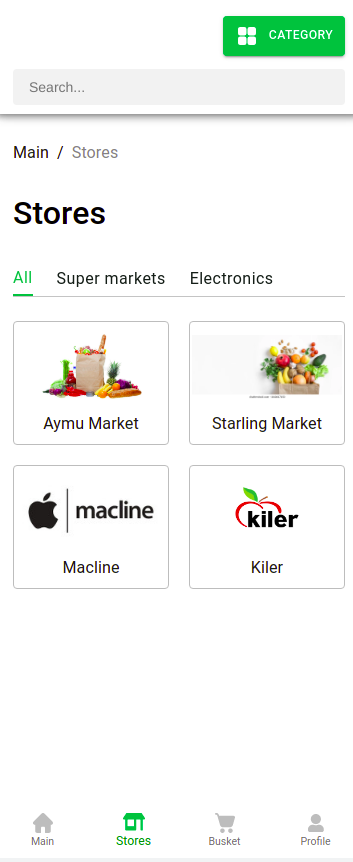 CATEGORY
Search...
Main / Stores
Stores
All Super markets Electronics
Aymu Market
Starling Market
macline
kiler
Macline
Kiler
Main Stores Busket Profile